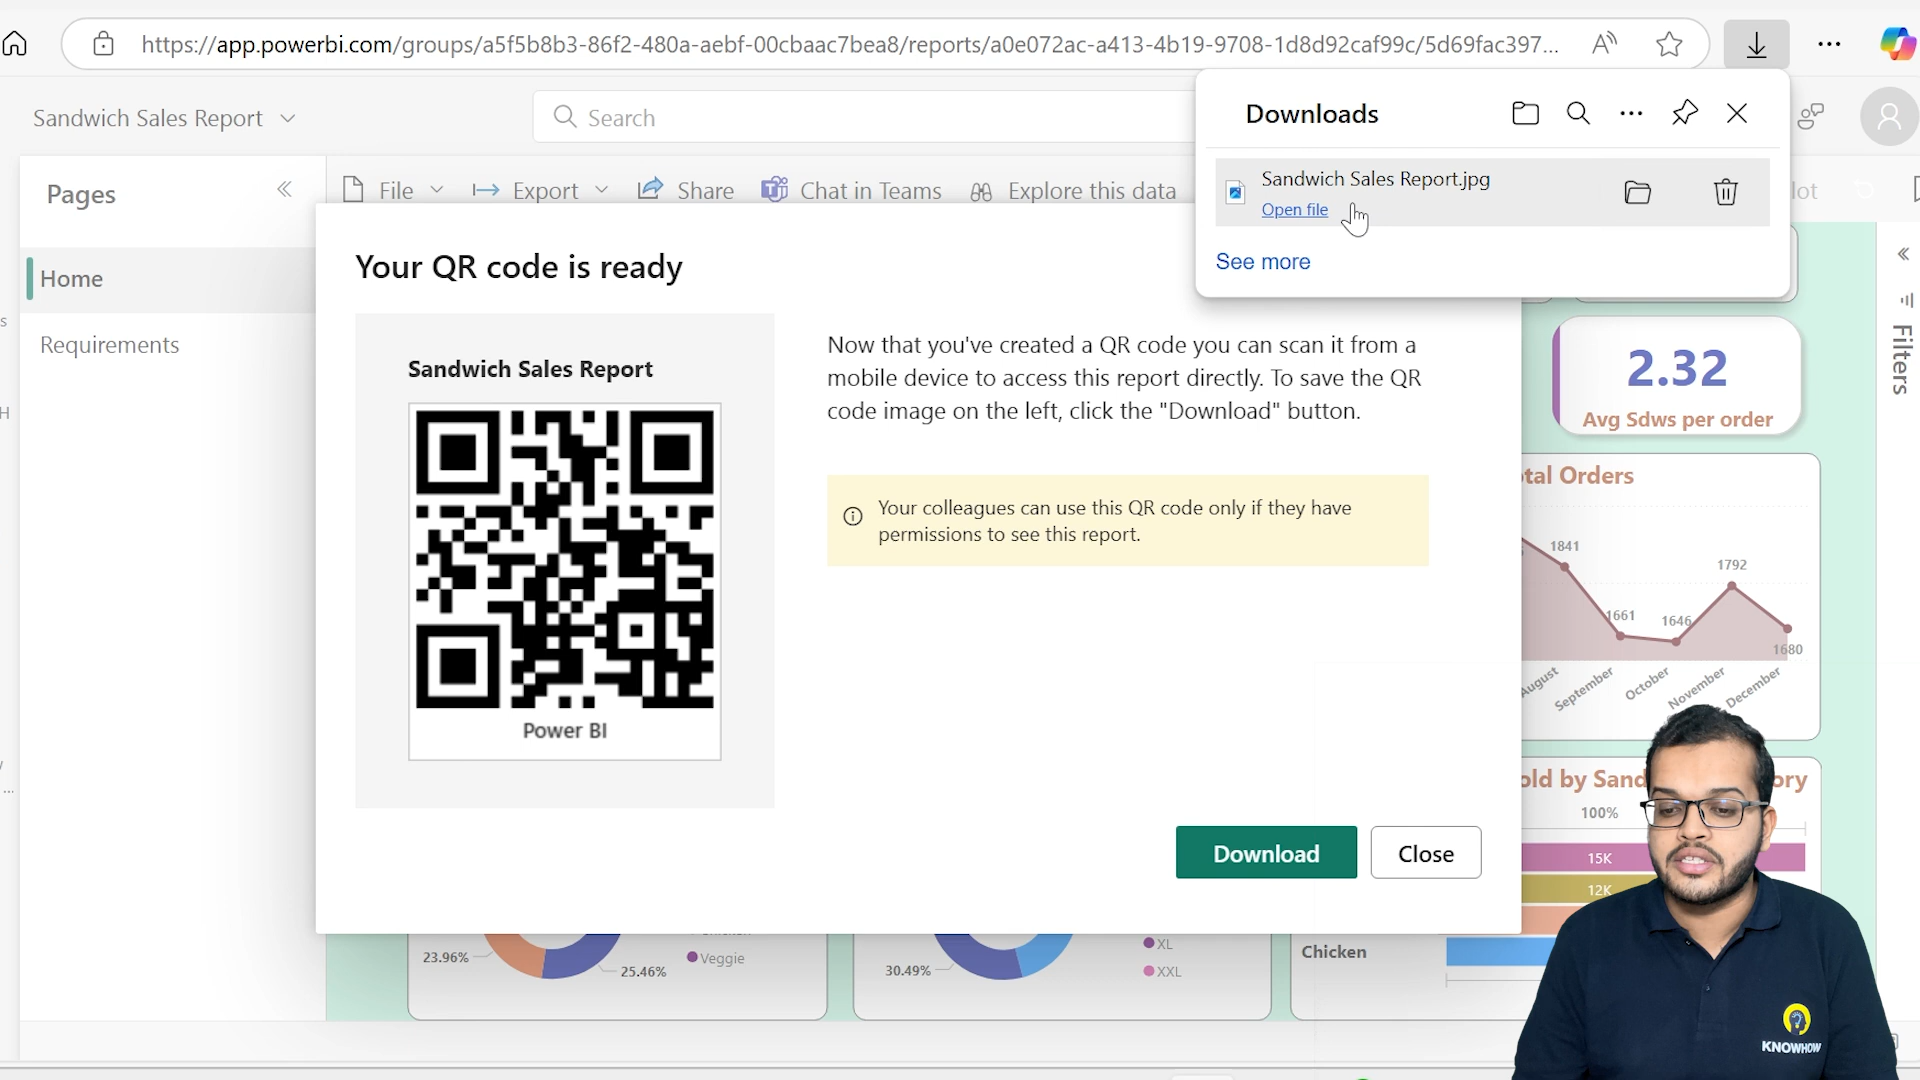 https://app.powerbi.com/groups/a5f5b8b3-86f2-480a-aebf-00cbaac7bea8/reports/a0e072ac-a413-4b19-9708-1d8d92caf99c/5d69fac397...
Sandwich Sales Report
Search
Downloads
Sandwich Sales Report.jpg
Open file
See more
Pages
File
Export
Share
Chat in Teams
Explore this data
Home
Requirements
Your QR code is ready
Sandwich Sales Report
Power BI
Now that you've created a QR code you can scan it from a
mobile device to access this report directly. To save the QR
code image on the left, click the "Download" button.
Your colleagues can use this QR code only if they have
permissions to see this report.
Download
Close
Filters
2.32
Avg Sdws per order
tal Orders
1841
1792
1661
1646
1680
August
September
October
November
December
old by Sand
ory
100%
15K
12K
Chicken
23.96%
25.46%
Veggie
30.49%
XL
XXL
KNOWHOW